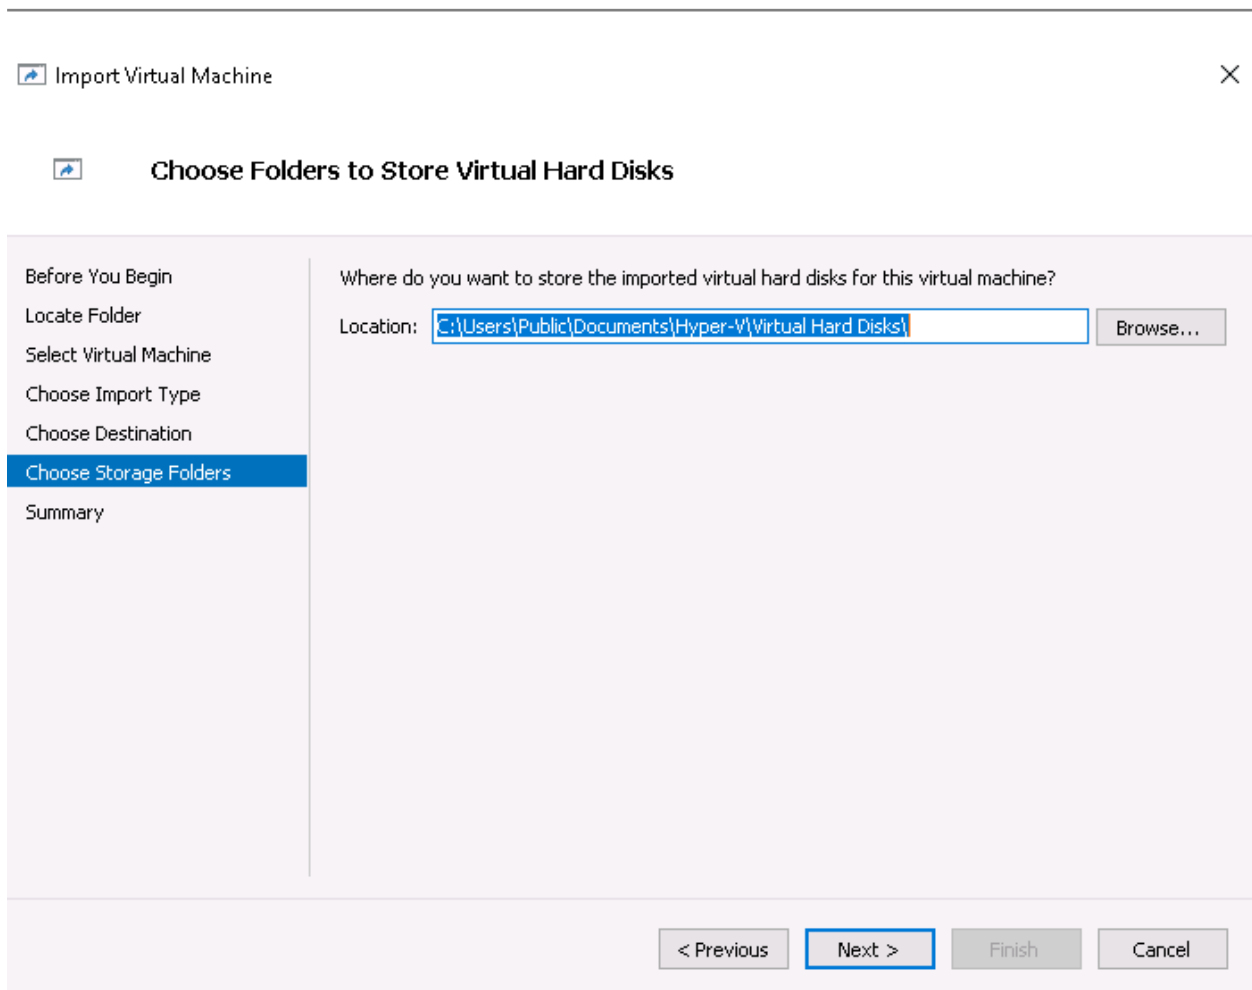 Import Virtual Machine
Choose Folders to Store Virtual Hard Disks
Before You Begin
Locate Folder
Select Virtual Machine
Choose Import Type
Choose Destination
Choose Storage Folders
Summary
Where do you want to store the imported virtual hard disks for this virtual machine?
Location: C:\Users\Public\Documents\Hyper-V\Virtual Hard Disks\ Browse...
< Previous Next > Finish Cancel